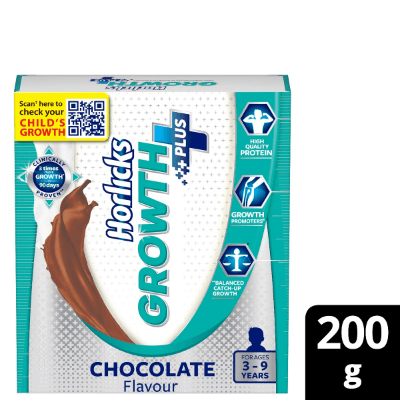 Scan† here to
check your
CHILD'S
GROWTH
CLINICALLY
GROWTH
90 days
PROVEN
Horlicks
GROWTH
PLUS
HIGH
QUALITY
PROTEIN
GROWTH
PROMOTERS
BALANCED
CATCH-UP
GROWTH
CHOCOLATE
Flavour
FOR AGES
3 - 9
YEARS
200
g